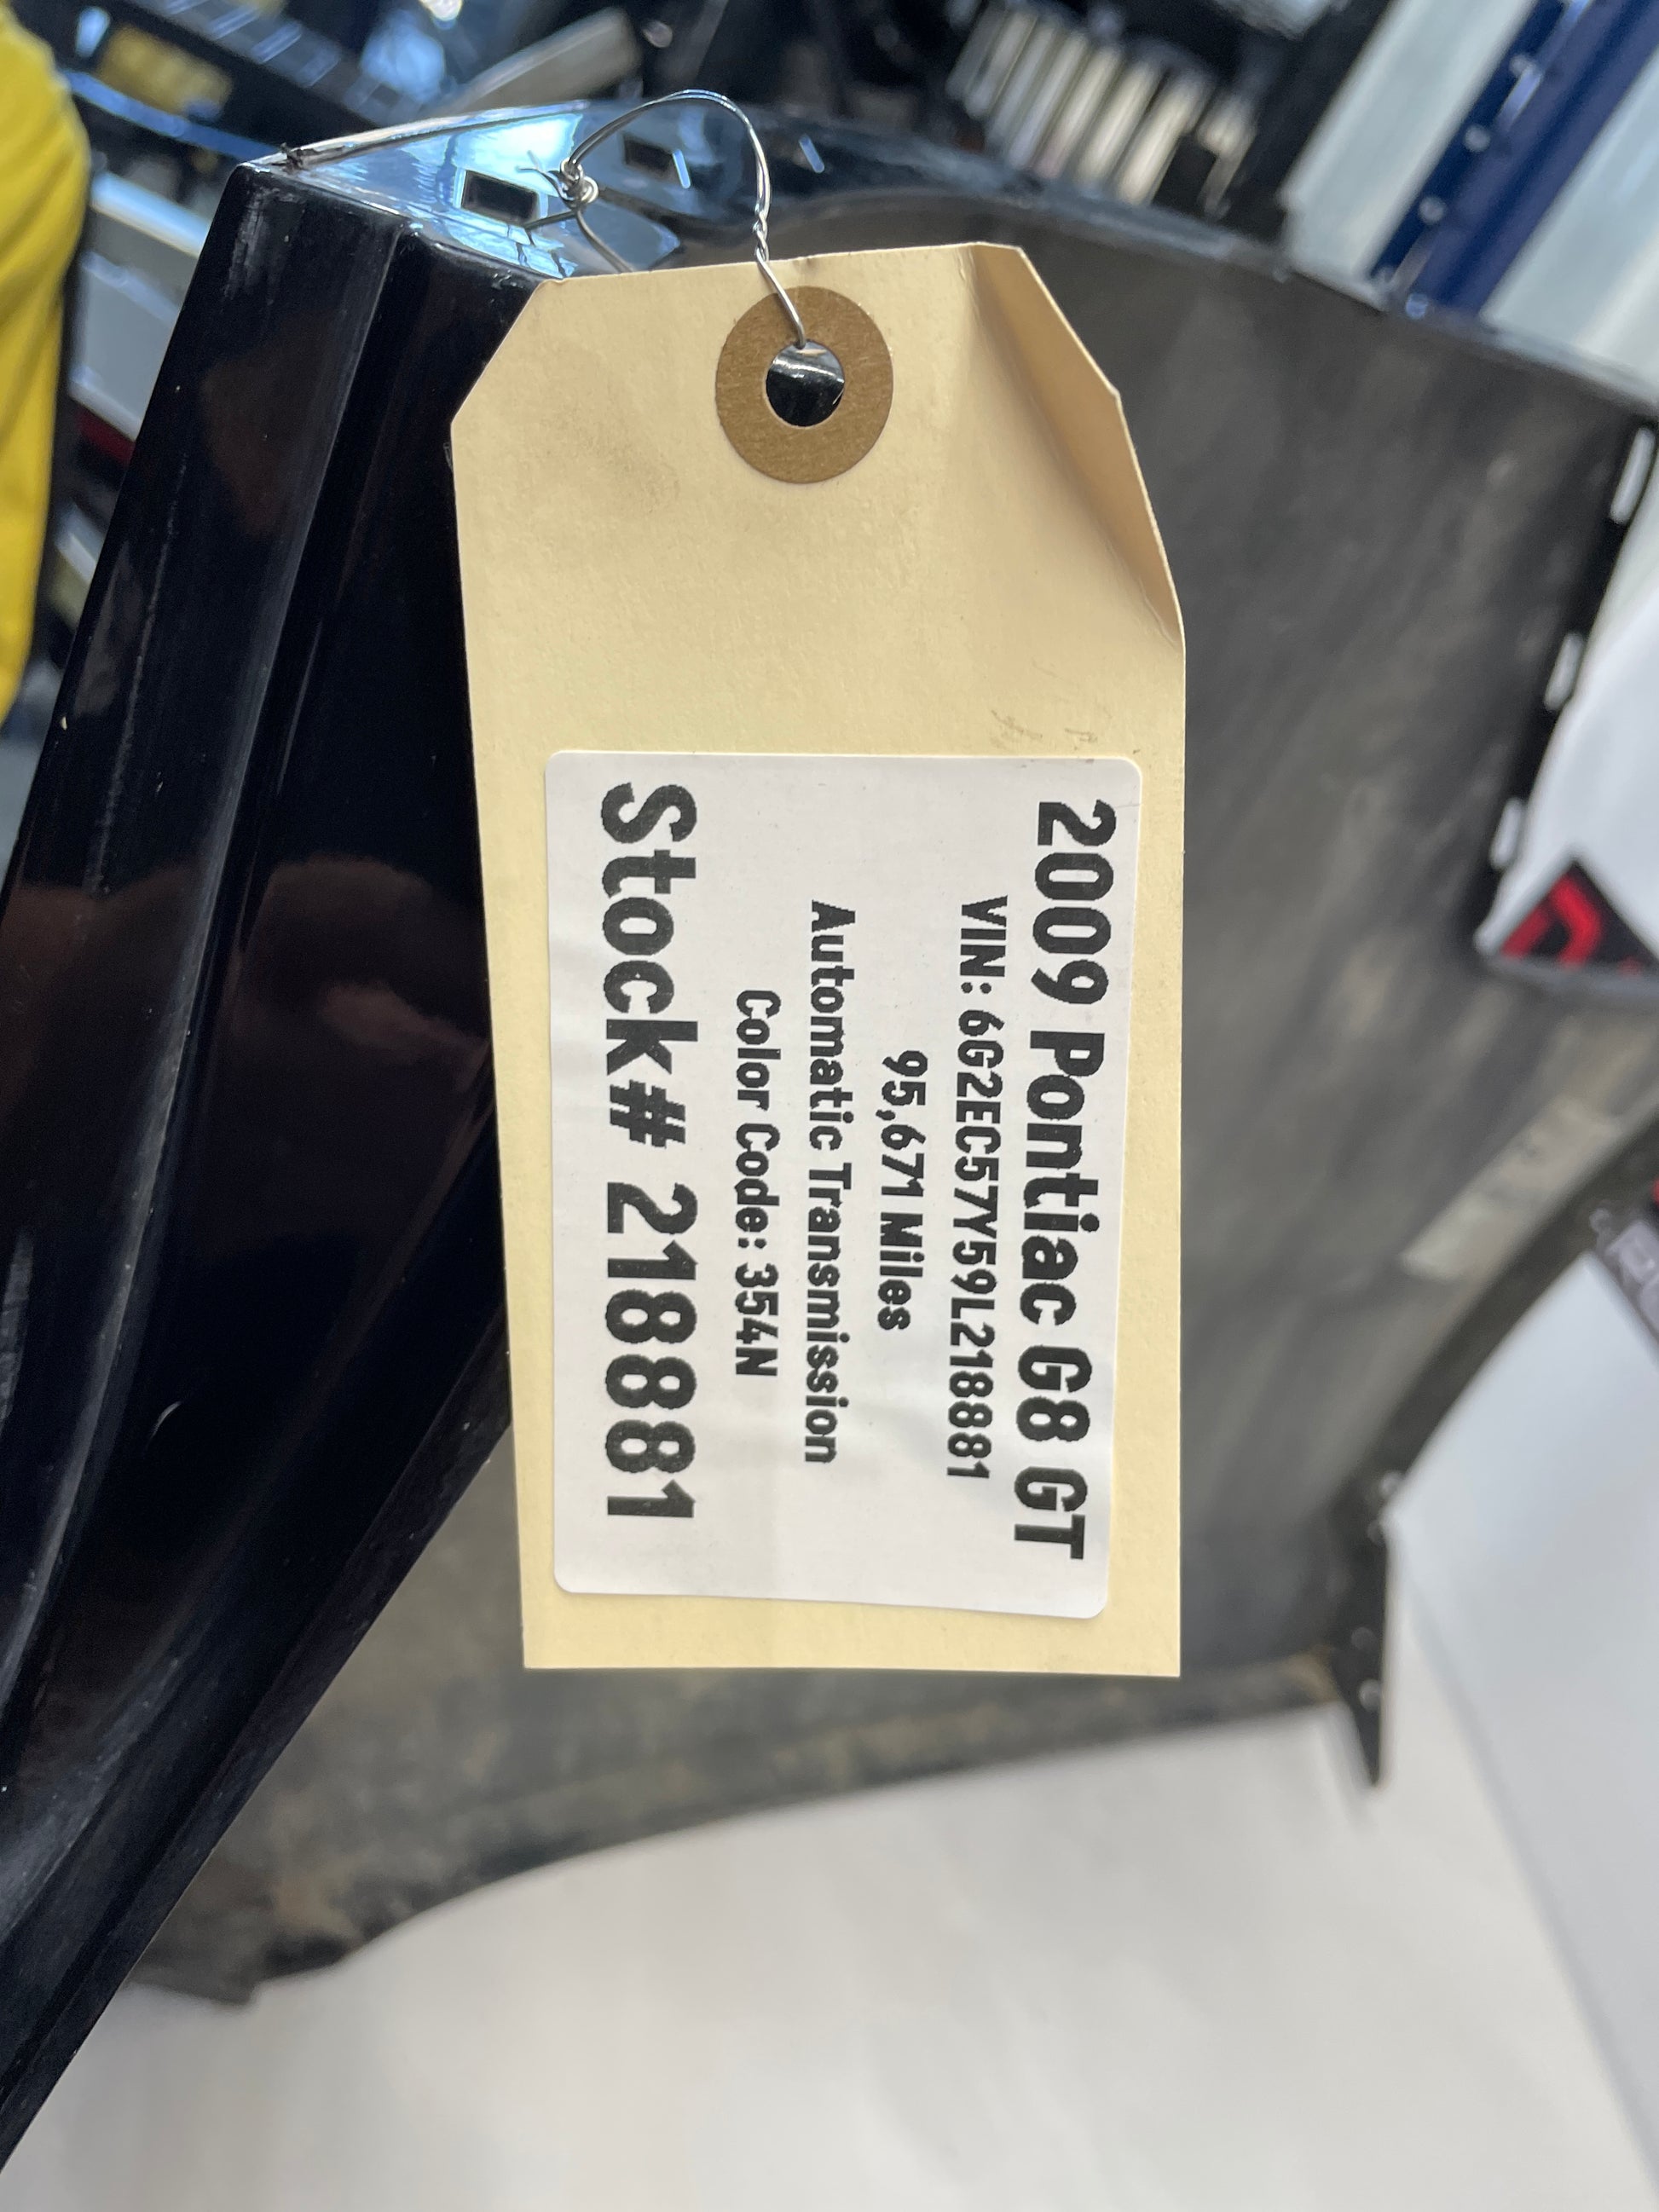 2009 Pontiac G8 GT
VIN: 6G2EC57Y59L218881
95,671 Miles
Automatic Transmission
Color Code: 354N
Stock# 218881